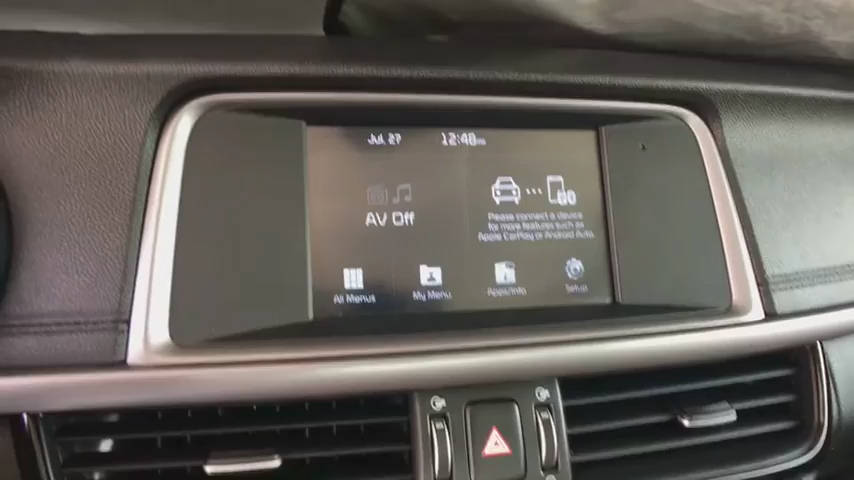 Jul. 27 12:48
AV Off
Please connect a device
for more features such as
Apple CarPlay or Android Auto.
All Menus My Menu Apps/Info Setup